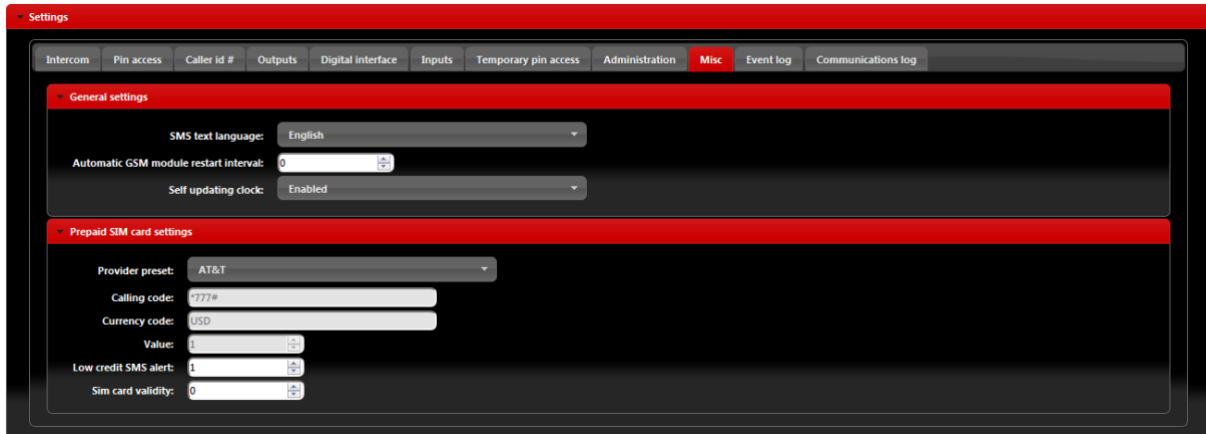 Settings
Intercom Pin access Caller id # Outputs Digital interface Inputs Temporary pin access Administration Misc Event log Communications log
General settings
SMS text language: English
Automatic GSM module restart interval: 0
Self updating clock: Enabled
Prepaid SIM card settings
Provider preset: AT&T
Calling code: *777#
Currency code: USD
Value: 1
Low credit SMS alert: 1
Sim card validity: 0